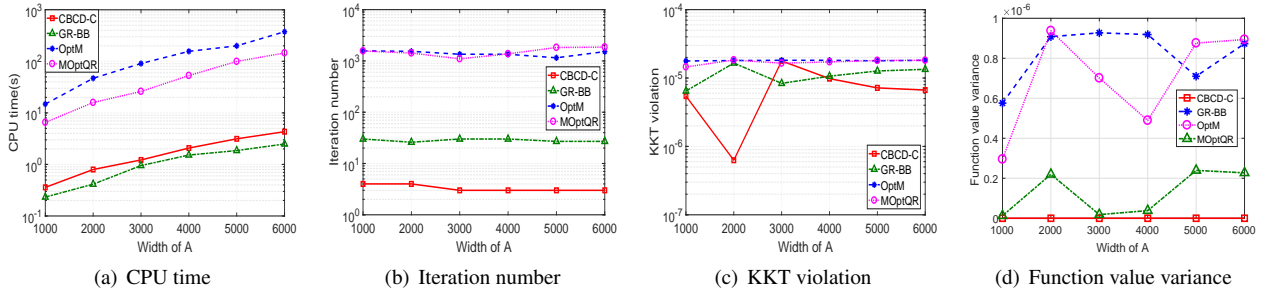 CPU time(s)
10^3
10^2
10^1
10^0
10^-1
CBCD-C
GR-BB
OptM
MOptQR
1000 2000 3000 4000 5000 6000
Width of A
(a) CPU time
Iteration number
10^4
10^3
10^2
10^1
10^0
CBCD-C
GR-BB
OptM
MOptQR
1000 2000 3000 4000 5000 6000
Width of A
(b) Iteration number
KKT violation
10^-4
10^-5
10^-6
10^-7
CBCD-C
GR-BB
OptM
MOptQR
1000 2000 3000 4000 5000 6000
Width of A
(c) KKT violation
Function value variance
×10^-6
1
0.8
0.6
0.4
0.2
0
CBCD-C
GR-BB
OptM
MOptQR
1000 2000 3000 4000 5000 6000
Width of A
(d) Function value variance